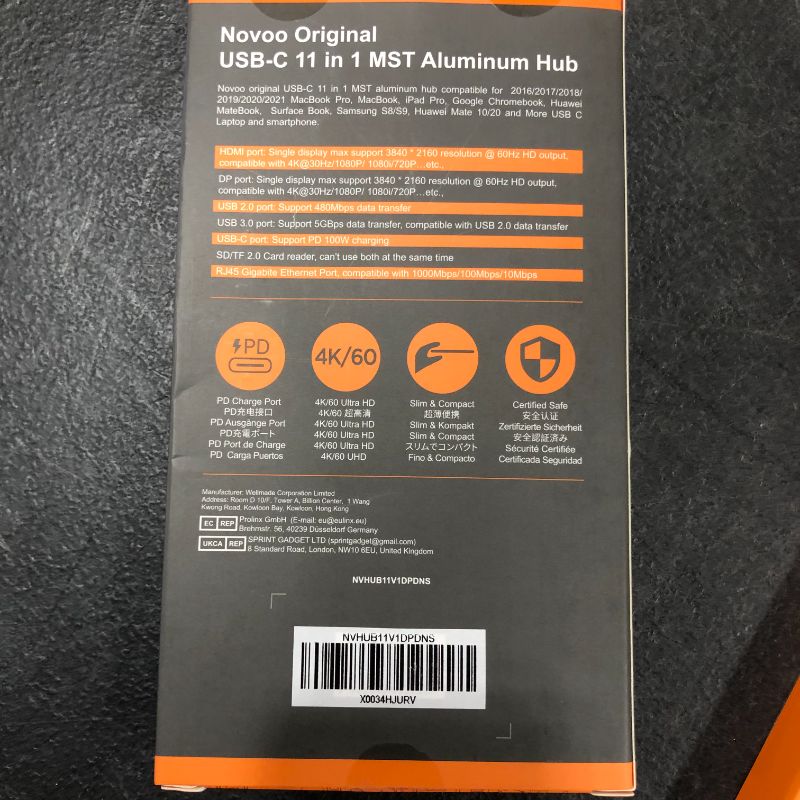 Novoo Original
USB-C 11 in 1 MST Aluminum Hub
Novoo original USB-C 11 in 1 MST aluminum hub compatible for 2016/2017/2018/
2019/2020/2021 MacBook Pro, MacBook, iPad Pro, Google Chromebook, Huawei
MateBook, Surface Book, Samsung S8/S9, Huawei Mate 10/20 and More USB C
Laptop and smartphone.
HDMI port: Single display max support 3840 * 2160 resolution @ 60Hz HD output,
compatible with 4K@30Hz/1080P/ 1080i/720P...etc.,
DP port: Single display max support 3840 * 2160 resolution @ 60Hz HD output,
compatible with 4K@30Hz/1080P/ 1080i/720P...etc.,
USB 2.0 port: Support 480Mbps data transfer
USB 3.0 port: Support 5GBps data transfer, compatible with USB 2.0 data transfer
USB-C port: Support PD 100W charging
SD/TF 2.0 Card reader, can't use both at the same time
RJ45 Gigabite Ethernet Port, compatible with 1000Mbps/100Mbps/10Mbps
PD
4K/60
PD Charge Port
PD充电接口
PD Ausgänge Port
PD充電ポート
PD Port de Charge
PD Carga Puertos
4K/60 Ultra HD
4K/60 超高清
4K/60 Ultra HD
4K/60 Ultra HD
4K/60 Ultra HD
4K/60 UHD
Slim & Compact
超薄便携
Slim & Kompakt
Slim & Compact
スリムでコンパクト
Fino & Compacto
Certified Safe
安全认证
Zertifizierte Sicherheit
安全認証済み
Sécurité Certifiée
Certificada Seguridad
Manufacturer: Wellmade Corporation Limited
Address: Room D 10/F, Tower A, Billion Center, 1 Wang
Kwong Road, Kowloon Bay, Kowloon, Hong Kong
EC REP Prolinx GmbH (E-mail: eu@eulinx.eu)
Brehmstr. 56, 40239 Düsseldorf Germany
UKCA REP SPRINT GADGET LTD (sprintgadget@gmail.com)
8 Standard Road, London, NW10 6EU, United Kingdom
NVHUB11V1DPDNS
NVHUB11V1DPDNS
X0034HJURV